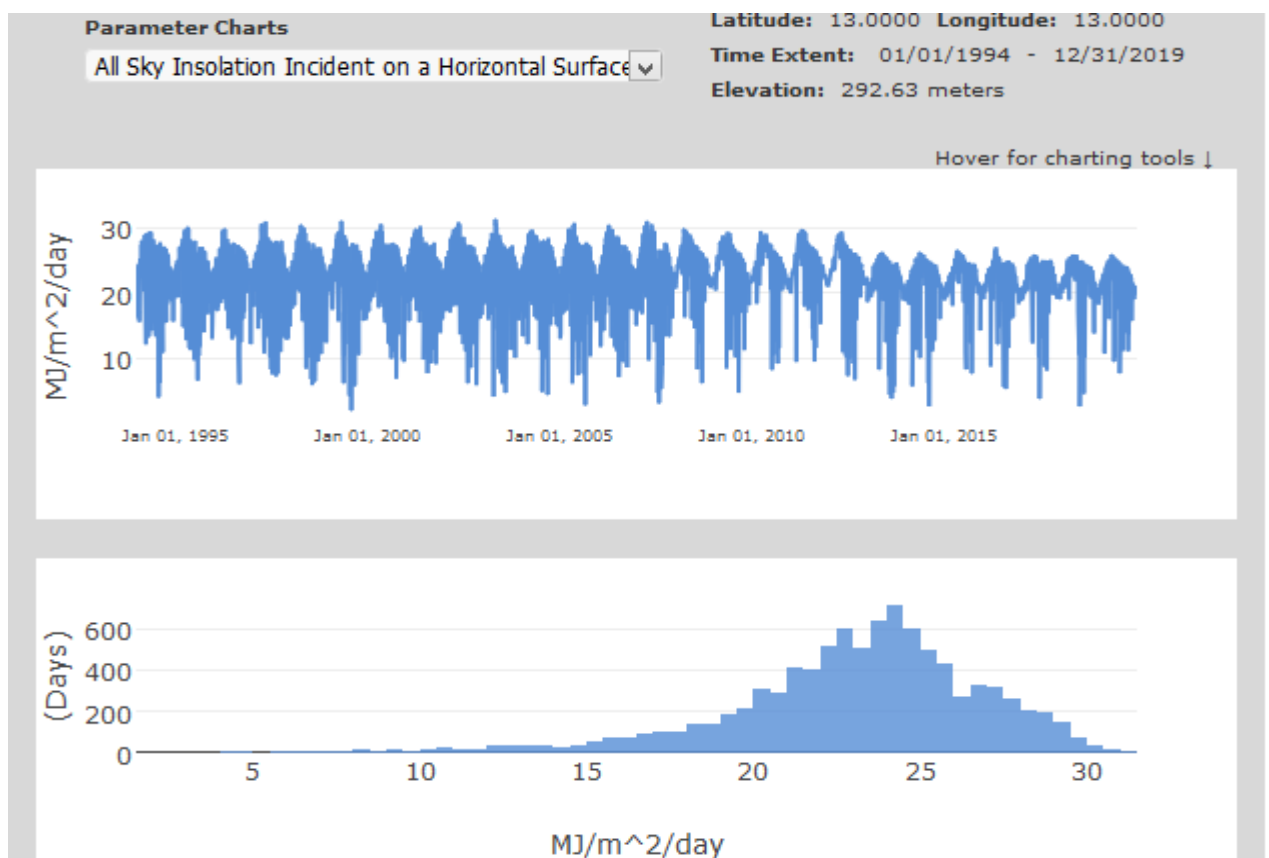 Parameter Charts
All Sky Insolation Incident on a Horizontal Surface
Latitude: 13.0000 Longitude: 13.0000
Time Extent: 01/01/1994 - 12/31/2019
Elevation: 292.63 meters
Hover for charting tools ↓
MJ/m^2/day
30
20
10
Jan 01, 1995 Jan 01, 2000 Jan 01, 2005 Jan 01, 2010 Jan 01, 2015
(Days)
600
400
200
0
5 10 15 20 25 30
MJ/m^2/day